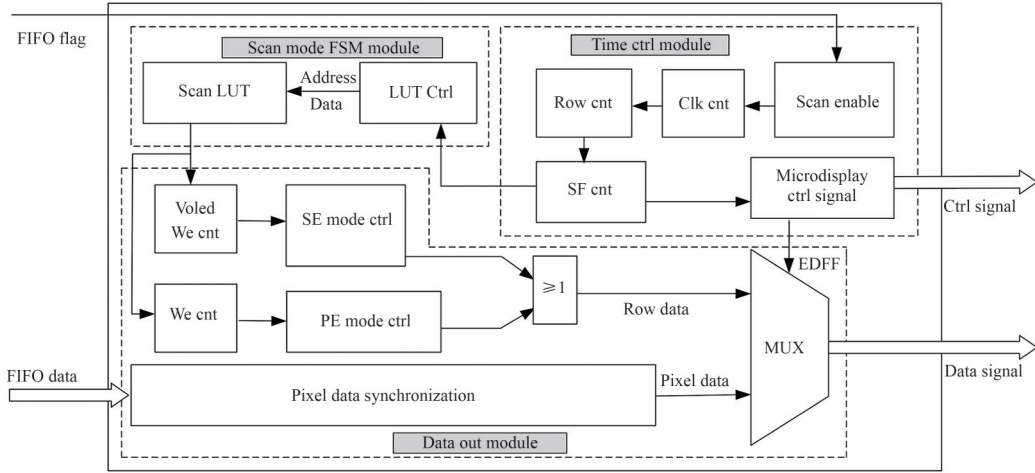 FIFO flag
Scan mode FSM module
Time ctrl module
Scan LUT
Address
Data
LUT Ctrl
Row cnt
Clk cnt
Scan enable
SF cnt
Microdisplay
ctrl signal
Ctrl signal
Voled
We cnt
SE mode ctrl
EDFF
≥1
Row data
We cnt
PE mode ctrl
MUX
Data signal
FIFO data
Pixel data synchronization
Pixel data
Data out module